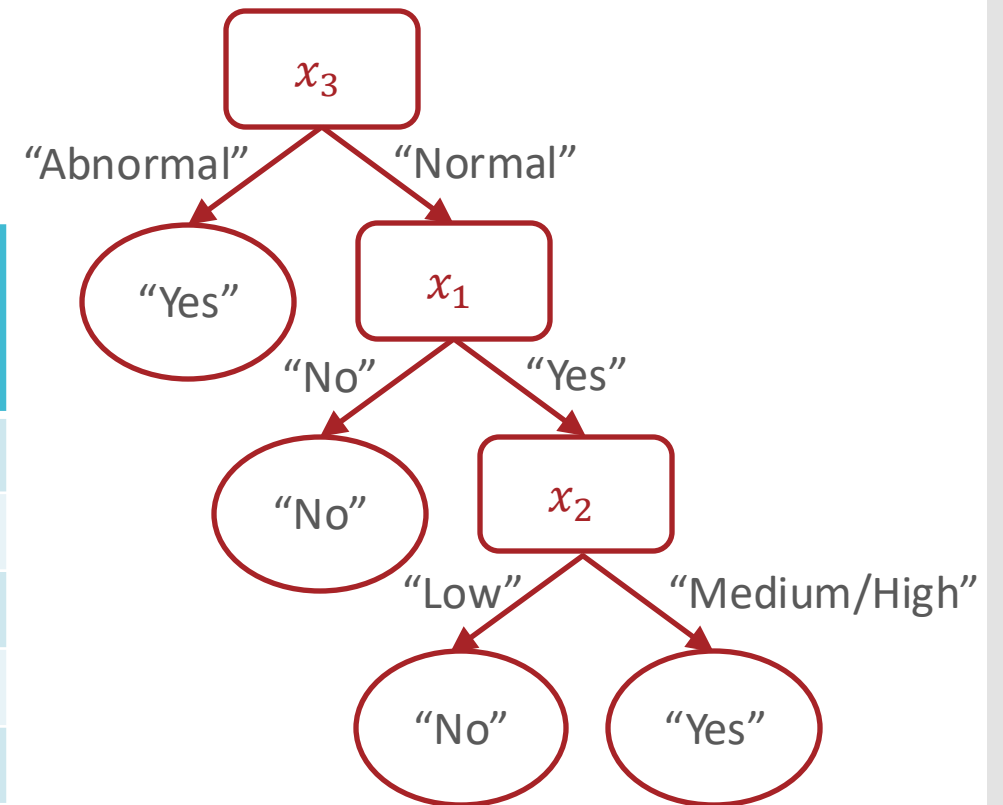 x₃
“Abnormal” “Normal”
“Yes” x₁
“No” “Yes”
“No” x₂
“Low” “Medium/High”
“No” “Yes”